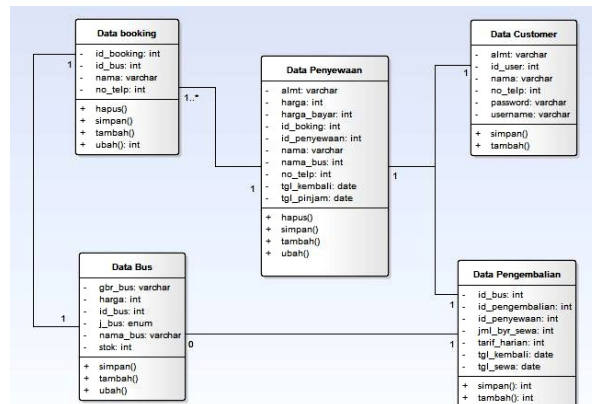 Data booking
- id_booking: int
- id_bus: int
- nama: varchar
- no_telp: int
+ hapus()
+ simpan()
+ tambah()
+ ubah(): int
1
1..*
Data Penyewaan
- almt: varchar
- harga: int
- harga_bayar: int
- id_boking: int
- id_penyewaan: int
- nama: varchar
- nama_bus: int
- no_telp: int
- tgl_kembali: date
- tgl_pinjam: date
+ hapus()
+ simpan()
+ tambah()
+ ubah()
1
1
Data Customer
- almt: varchar
- id_user: int
- nama: varchar
- no_telp: int
- password: varchar
- username: varchar
+ simpan()
+ tambah()
1
Data Bus
- gbr_bus: varchar
- harga: int
- id_bus: int
- j_bus: enum
- nama_bus: varchar
- stok: int
+ simpan()
+ tambah()
+ ubah()
1
0
Data Pengembalian
- id_bus: int
- id_pengembalian: int
- id_penyewaan: int
- jml_byr_sewa: int
- tarif_harian: int
- tgl_kembali: date
- tgl_sewa: date
+ simpan(): int
+ tambah(): int
1
1